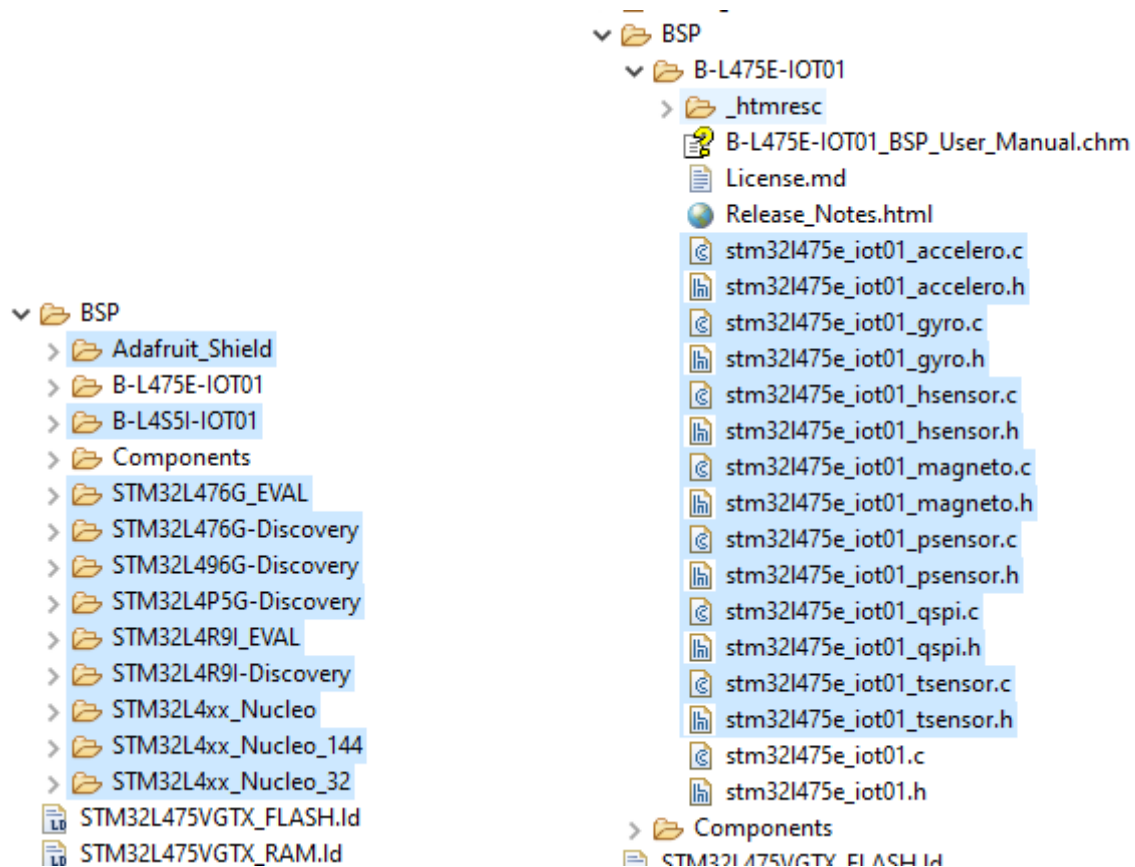 BSP
Adafruit_Shield
B-L475E-IOT01
B-L4S5I-IOT01
Components
STM32L476G_EVAL
STM32L476G-Discovery
STM32L496G-Discovery
STM32L4P5G-Discovery
STM32L4R9I_EVAL
STM32L4R9I-Discovery
STM32L4xx_Nucleo
STM32L4xx_Nucleo_144
STM32L4xx_Nucleo_32
STM32L475VGTX_FLASH.ld
STM32L475VGTX_RAM.ld
BSP
B-L475E-IOT01
_htmresc
B-L475E-IOT01_BSP_User_Manual.chm
License.md
Release_Notes.html
stm32l475e_iot01_accelero.c
stm32l475e_iot01_accelero.h
stm32l475e_iot01_gyro.c
stm32l475e_iot01_gyro.h
stm32l475e_iot01_hsensor.c
stm32l475e_iot01_hsensor.h
stm32l475e_iot01_magneto.c
stm32l475e_iot01_magneto.h
stm32l475e_iot01_psensor.c
stm32l475e_iot01_psensor.h
stm32l475e_iot01_qspi.c
stm32l475e_iot01_qspi.h
stm32l475e_iot01_tsensor.c
stm32l475e_iot01_tsensor.h
stm32l475e_iot01.c
stm32l475e_iot01.h
Components
STM32L475VGTX_FLASH.ld